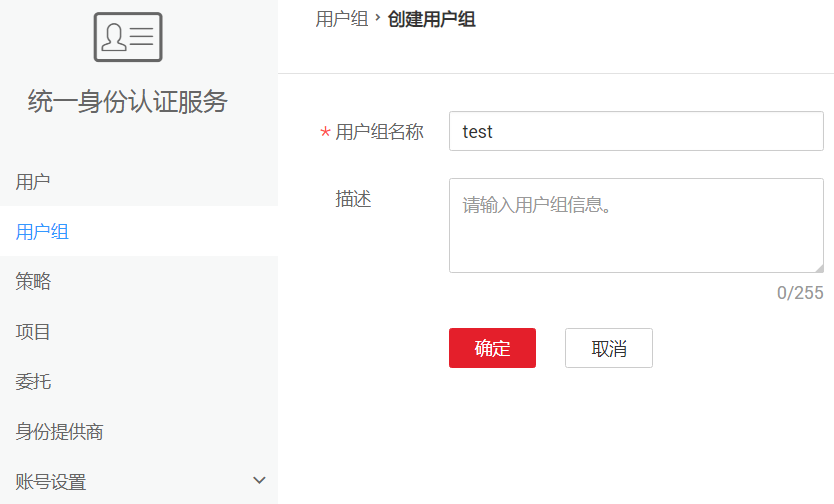 统一身份认证服务
用户
用户组
策略
项目
委托
身份提供商
账号设置
用户组 › 创建用户组
* 用户组名称 test
描述 请输入用户组信息。
0/255
确定 取消